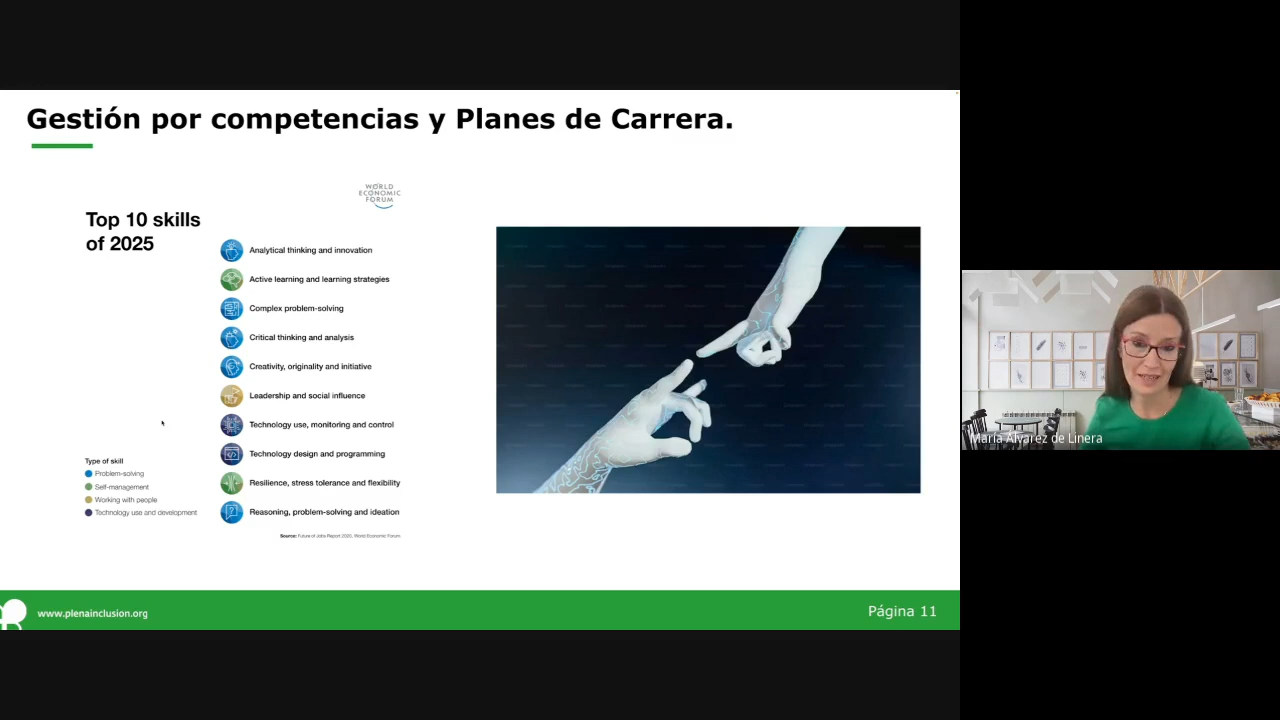 Gestión por competencias y Planes de Carrera.
WORLD
ECONOMIC
FORUM
Top 10 skills
of 2025
Analytical thinking and innovation
Active learning and learning strategies
Complex problem-solving
Critical thinking and analysis
Creativity, originality and initiative
Leadership and social influence
Technology use, monitoring and control
Technology design and programming
Resilience, stress tolerance and flexibility
Reasoning, problem-solving and ideation
Type of skill
Problem-solving
Self-management
Working with people
Technology use and development
Source: Future of Jobs Report 2020, World Economic Forum.
www.plenainclusion.org
Página 11
María Álvarez de Linera